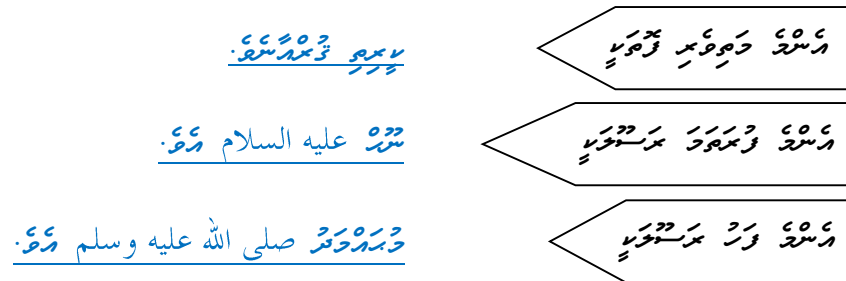 އެންމެ މަތިވެރި ފޮތަކީ
ކީރިތި ޤުރްއާނެވެ.
އެންމެ ފުރަތަމަ ރަސޫލަކީ
ނޫޙް عليه السلام އެވެ.
އެންމެ ފަހު ރަސޫލަކީ
މުޙައްމަދު صلى الله عليه وسلم އެވެ.